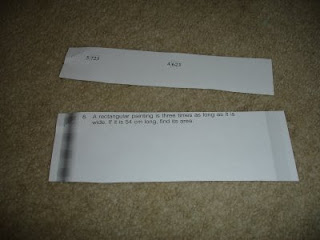 6. A rectangular painting is three times as long as it is
wide. If it is 54 cm long, find its area.